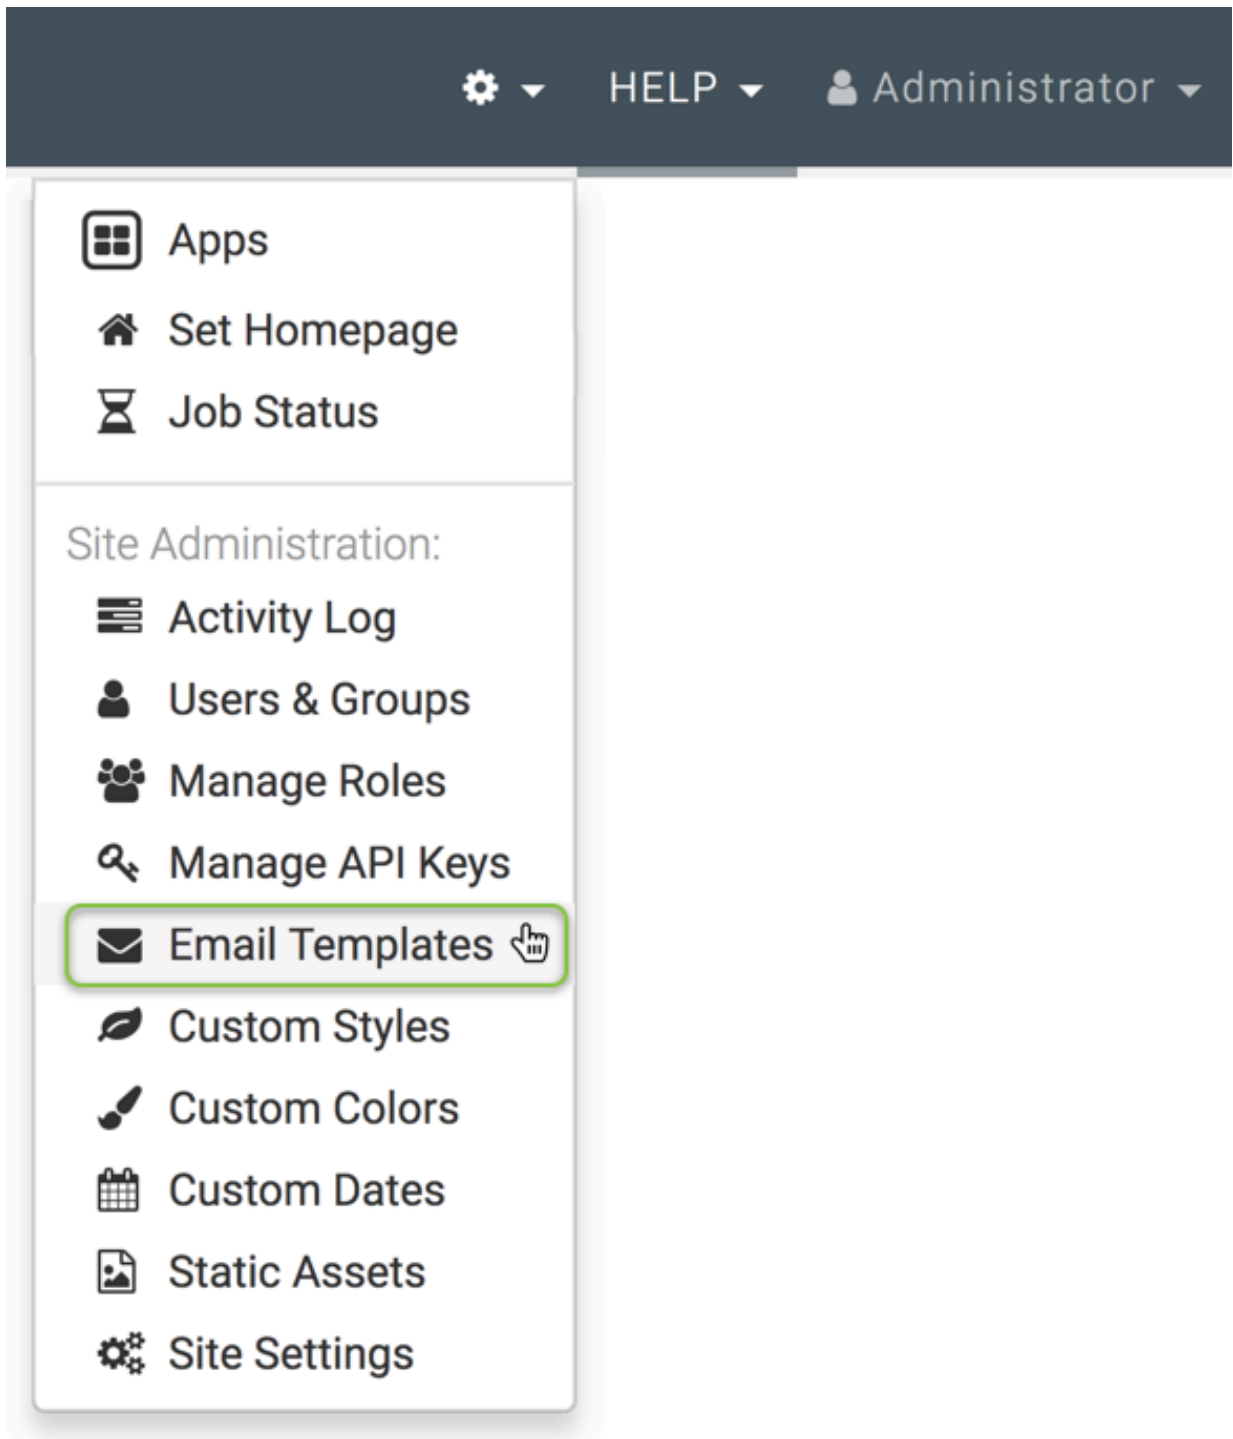 HELP Administrator
Apps
Set Homepage
Job Status
Site Administration:
Activity Log
Users & Groups
Manage Roles
Manage API Keys
Email Templates
Custom Styles
Custom Colors
Custom Dates
Static Assets
Site Settings